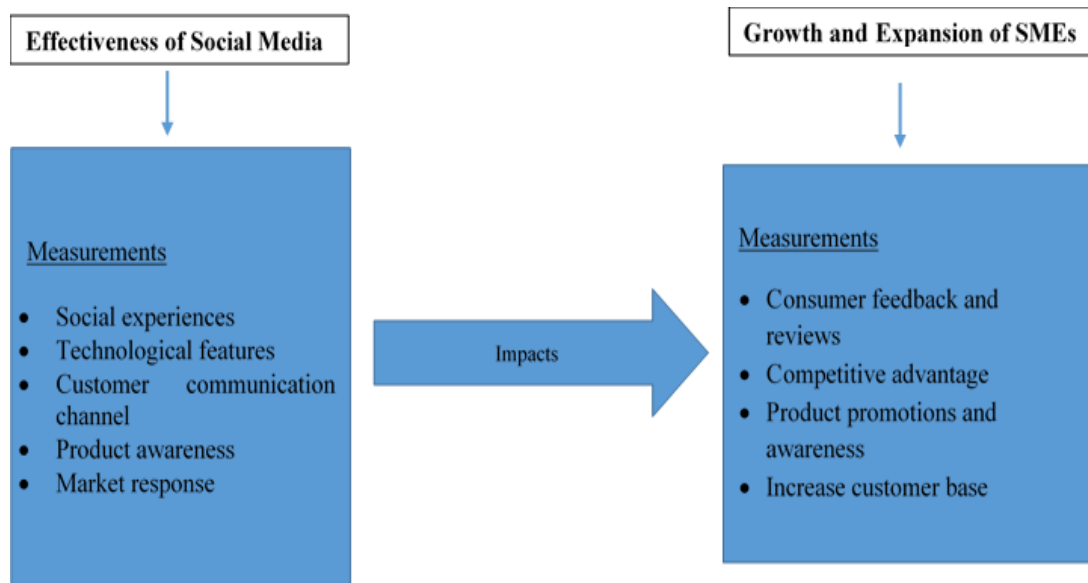 Effectiveness of Social Media
Measurements
• Social experiences
• Technological features
• Customer communication
channel
• Product awareness
• Market response
Impacts
Growth and Expansion of SMEs
Measurements
• Consumer feedback and
reviews
• Competitive advantage
• Product promotions and
awareness
• Increase customer base